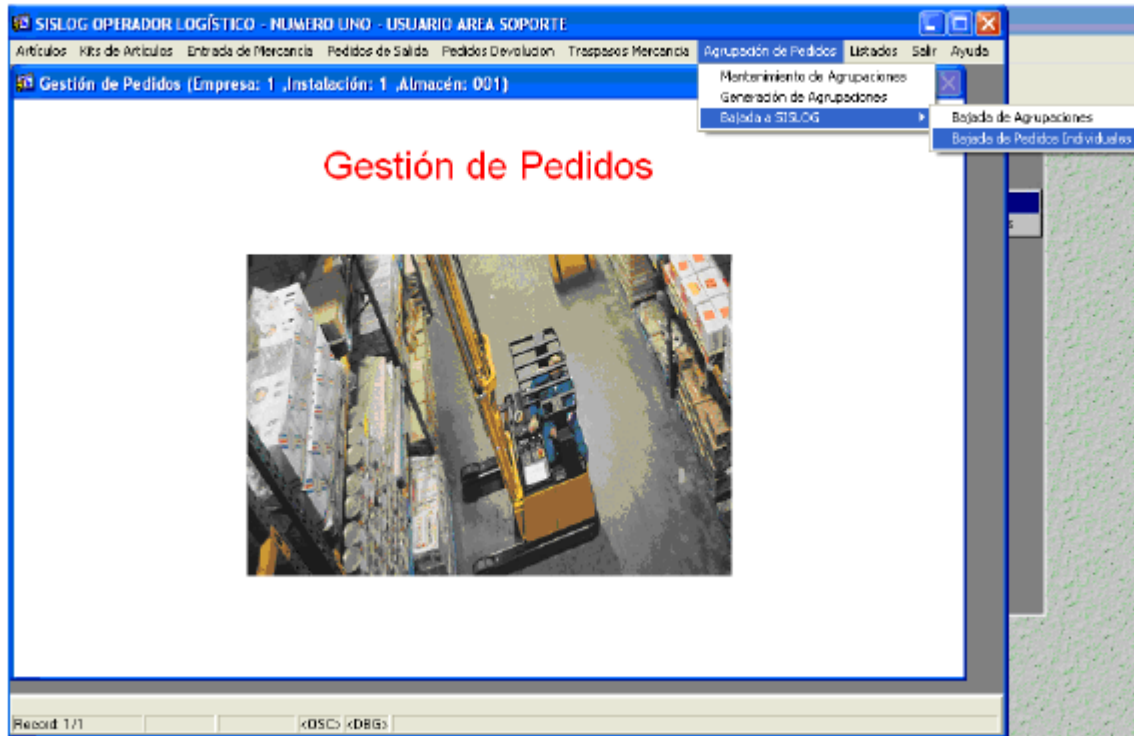 SISLOG OPERADOR LOGÍSTICO - NUMERO UNO - USUARIO AREA SOPORTE
Artículos Kits de Artículos Entrada de Mercancia Pedidos de Salida Pedidos Devolucion Traspasos Mercancia Agrupación de Pedidos Listados Salir Ayuda
Gestión de Pedidos (Empresa: 1 ,Instalación: 1 ,Almacén: 001)
Mantenimiento de Agrupaciones
Generación de Agrupaciones
Bajada a SISLOG
Bajada de Agrupaciones
Bajada de Pedidos Individuales
Gestión de Pedidos
s
Record: 1/1 <OSC> <DBG>